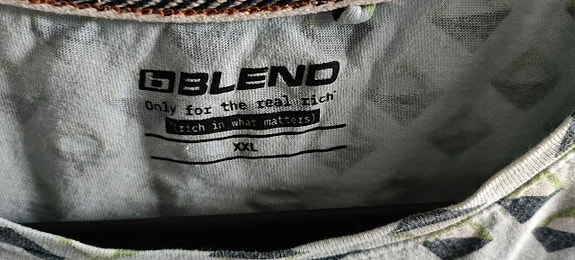 b BLEND
Only for the real rich
(rich in what matters)
XXL